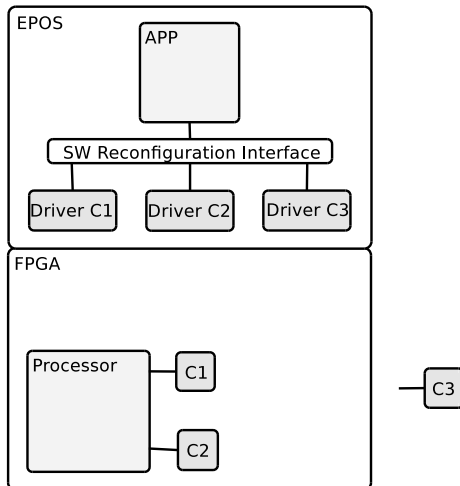 EPOS
APP
SW Reconfiguration Interface
Driver C1
Driver C2
Driver C3
FPGA
Processor
C1
C2
C3